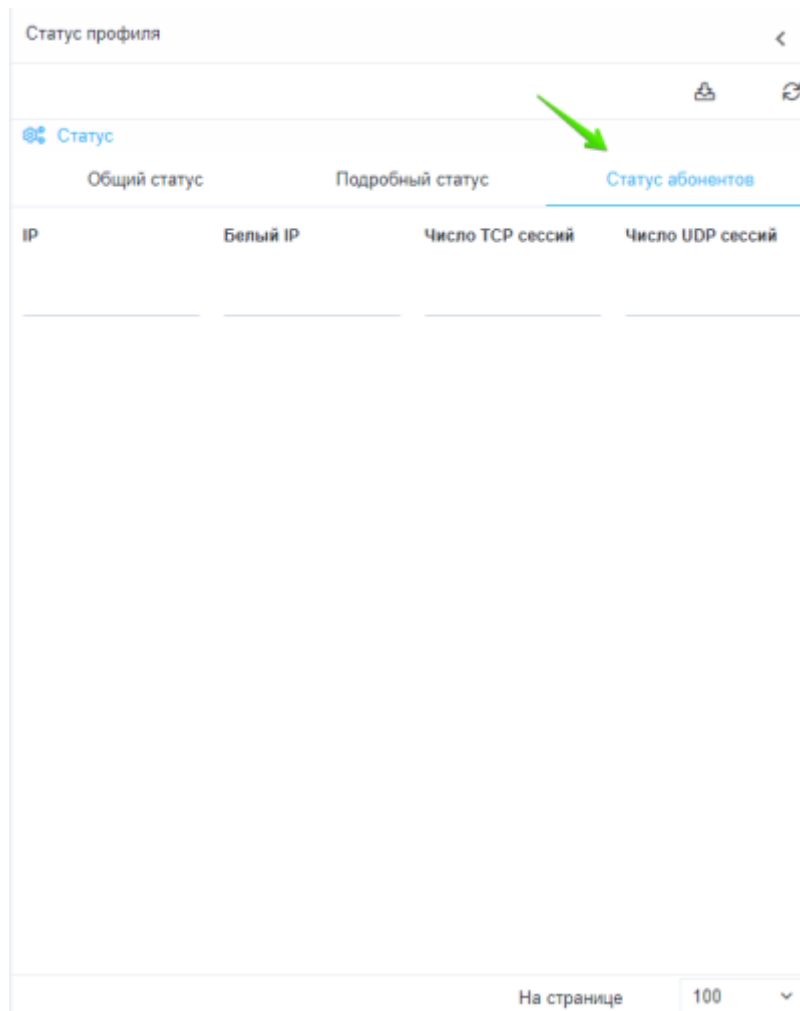 Статус профиля
Статус
Общий статус Подробный статус Статус абонентов
IP Белый IP Число TCP сессий Число UDP сессий
На странице 100